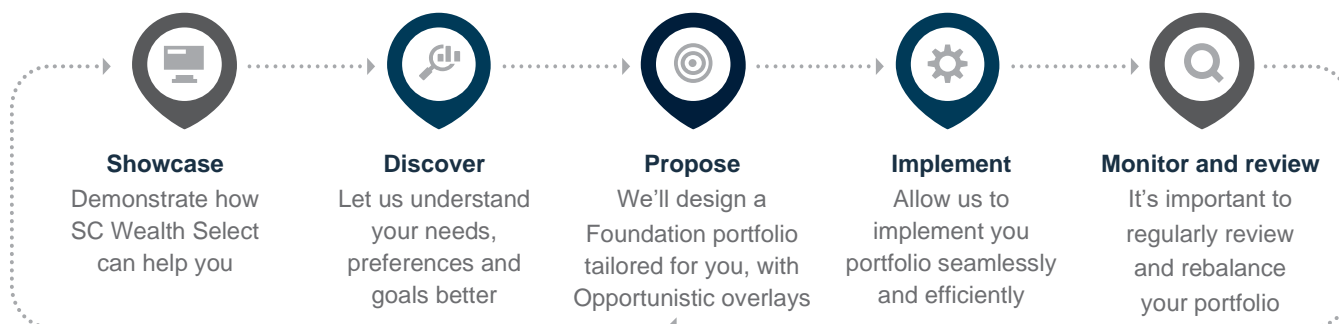 Showcase
Demonstrate how
SC Wealth Select
can help you
Discover
Let us understand
your needs,
preferences and
goals better
Propose
We'll design a
Foundation portfolio
tailored for you, with
Opportunistic overlays
Implement
Allow us to
implement you
portfolio seamlessly
and efficiently
Monitor and review
It's important to
regularly review
and rebalance
your portfolio